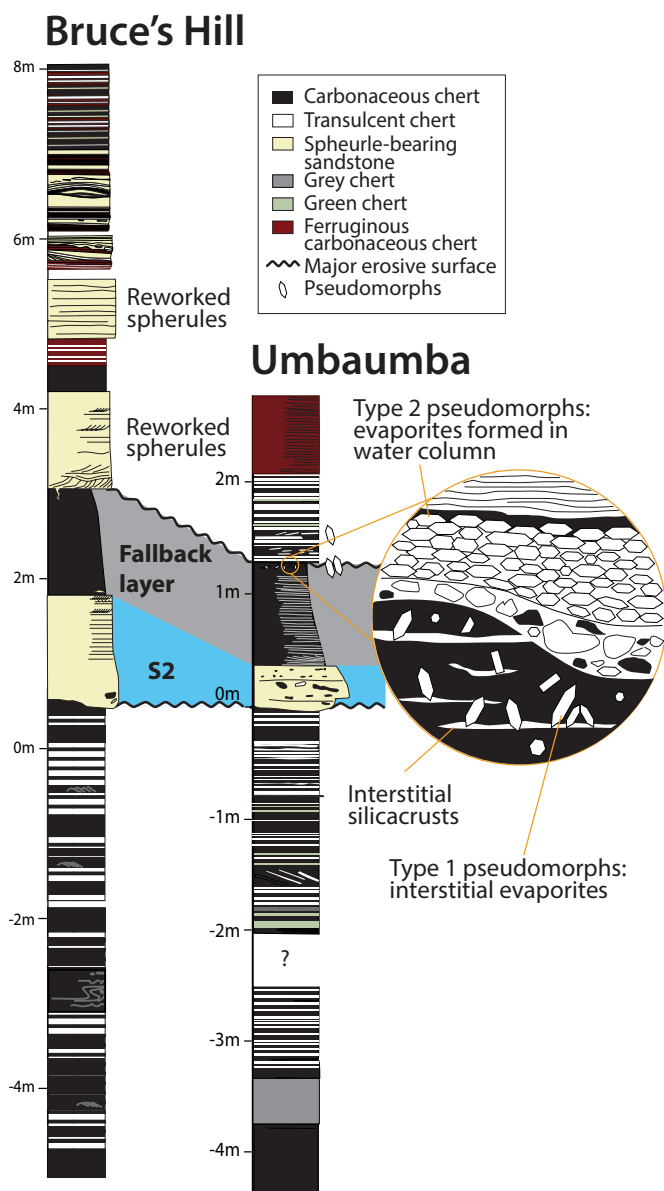 Bruce's Hill
8m
6m
4m
2m
0m
-2m
-4m
Carbonaceous chert
Transulcent chert
Spheurle-bearing
sandstone
Grey chert
Green chert
Ferruginous
carbonaceous chert
Major erosive surface
Pseudomorphs
Reworked
spherules
Reworked
spherules
Fallback
layer
S2
Umbaumba
2m
1m
0m
-1m
-2m
-3m
-4m
?
Type 2 pseudomorphs:
evaporites formed in
water column
Interstitial
silicacrusts
Type 1 pseudomorphs:
interstitial evaporites